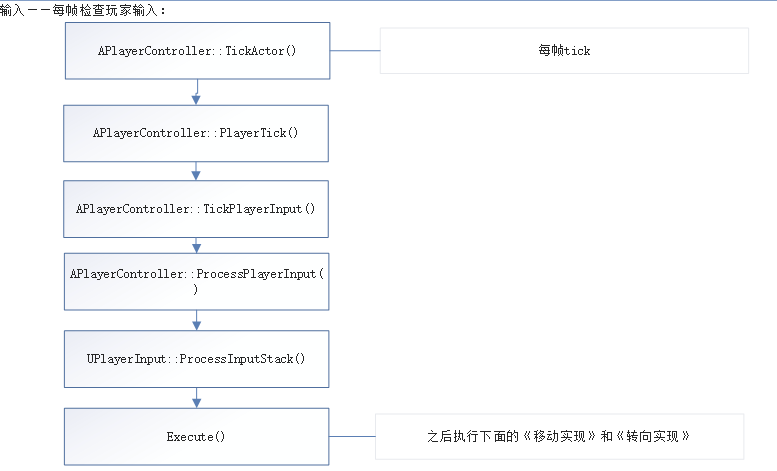 输入——每帧检查玩家输入：
APlayerController::TickActor()
每帧tick
APlayerController::PlayerTick()
APlayerController::TickPlayerInput()
APlayerController::ProcessPlayerInput(
)
UPlayerInput::ProcessInputStack()
Execute()
之后执行下面的《移动实现》和《转向实现》